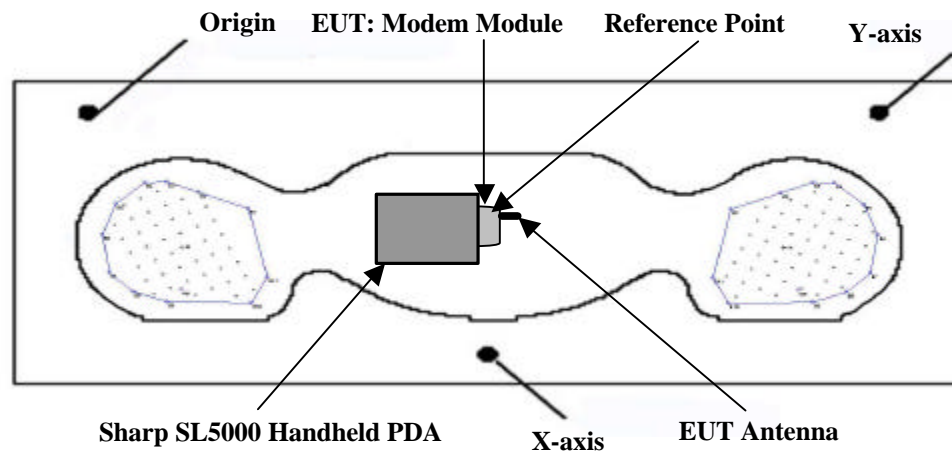 Origin
EUT: Modem Module
Reference Point
Y-axis
Sharp SL5000 Handheld PDA
X-axis
EUT Antenna